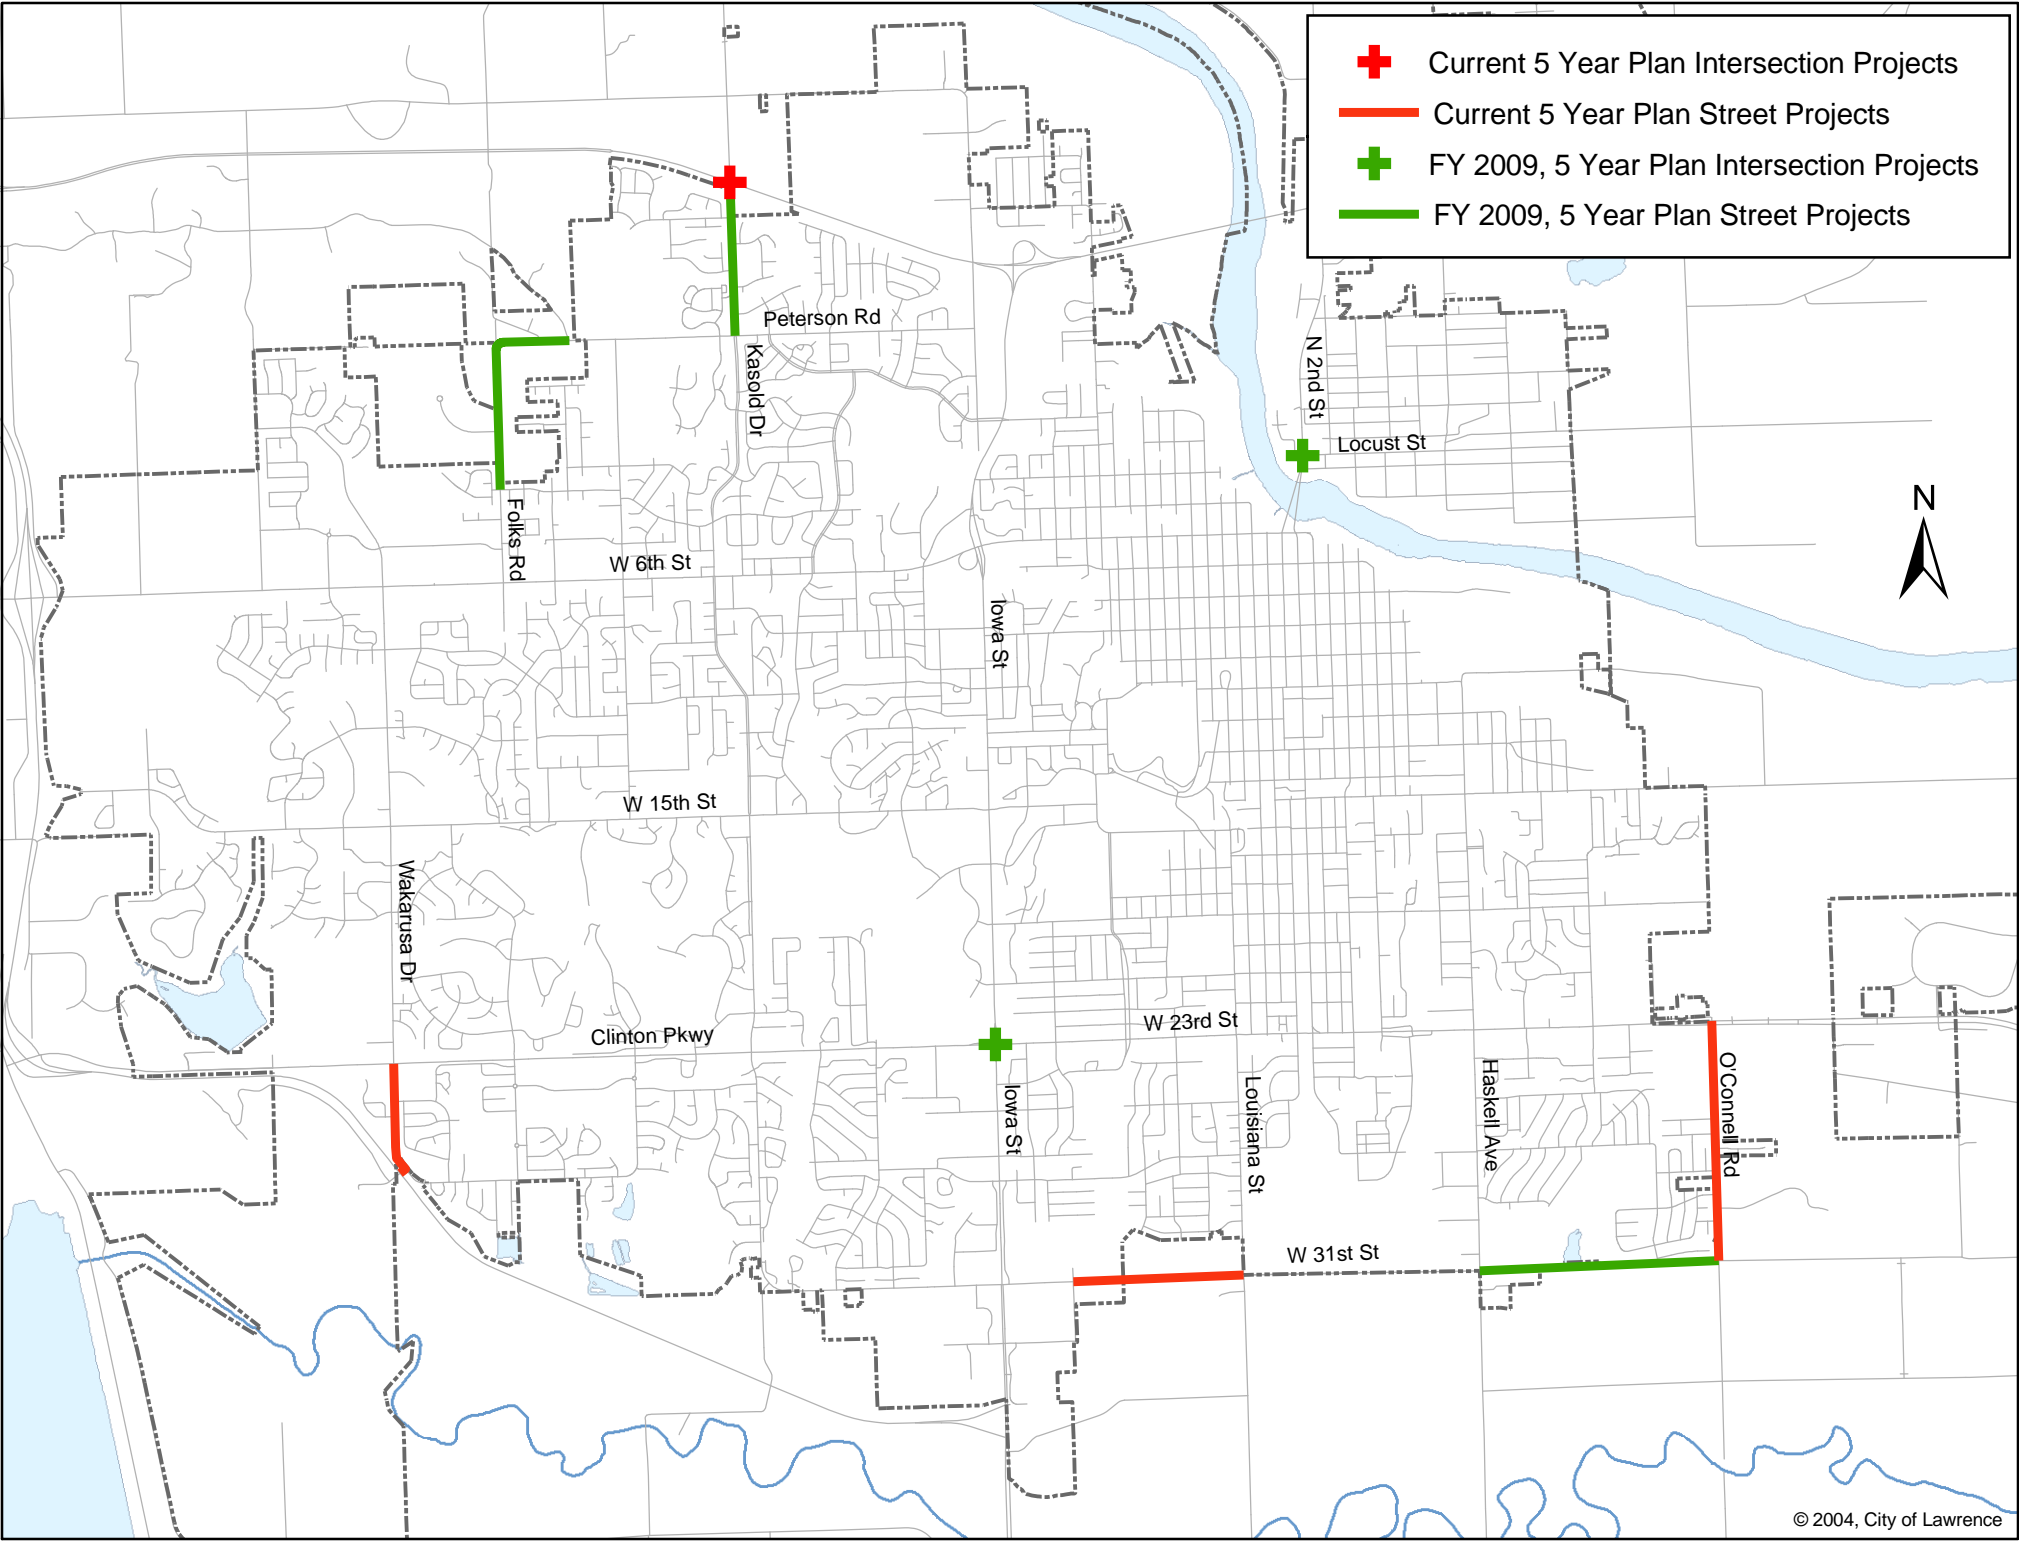 Current 5 Year Plan Intersection Projects
Current 5 Year Plan Street Projects
FY 2009, 5 Year Plan Intersection Projects
FY 2009, 5 Year Plan Street Projects
Peterson Rd
Kasold Dr
N 2nd St
Locust St
N
Folks Rd
W 6th St
Iowa St
W 15th St
Wakarusa Dr
Clinton Pkwy
W 23rd St
Iowa St
Louisiana St
Haskell Ave
O'Connell Rd
W 31st St
© 2004, City of Lawrence